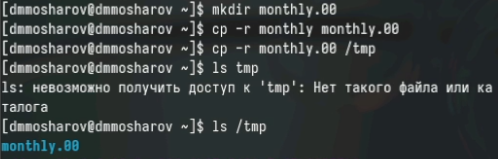 [dmmosharov@dmmosharov ~]$ mkdir monthly.00
[dmmosharov@dmmosharov ~]$ cp -r monthly monthly.00
[dmmosharov@dmmosharov ~]$ cp -r monthly.00 /tmp
[dmmosharov@dmmosharov ~]$ ls tmp
ls: невозможно получить доступ к 'tmp': Нет такого файла или ка
талога
[dmmosharov@dmmosharov ~]$ ls /tmp
monthly.00